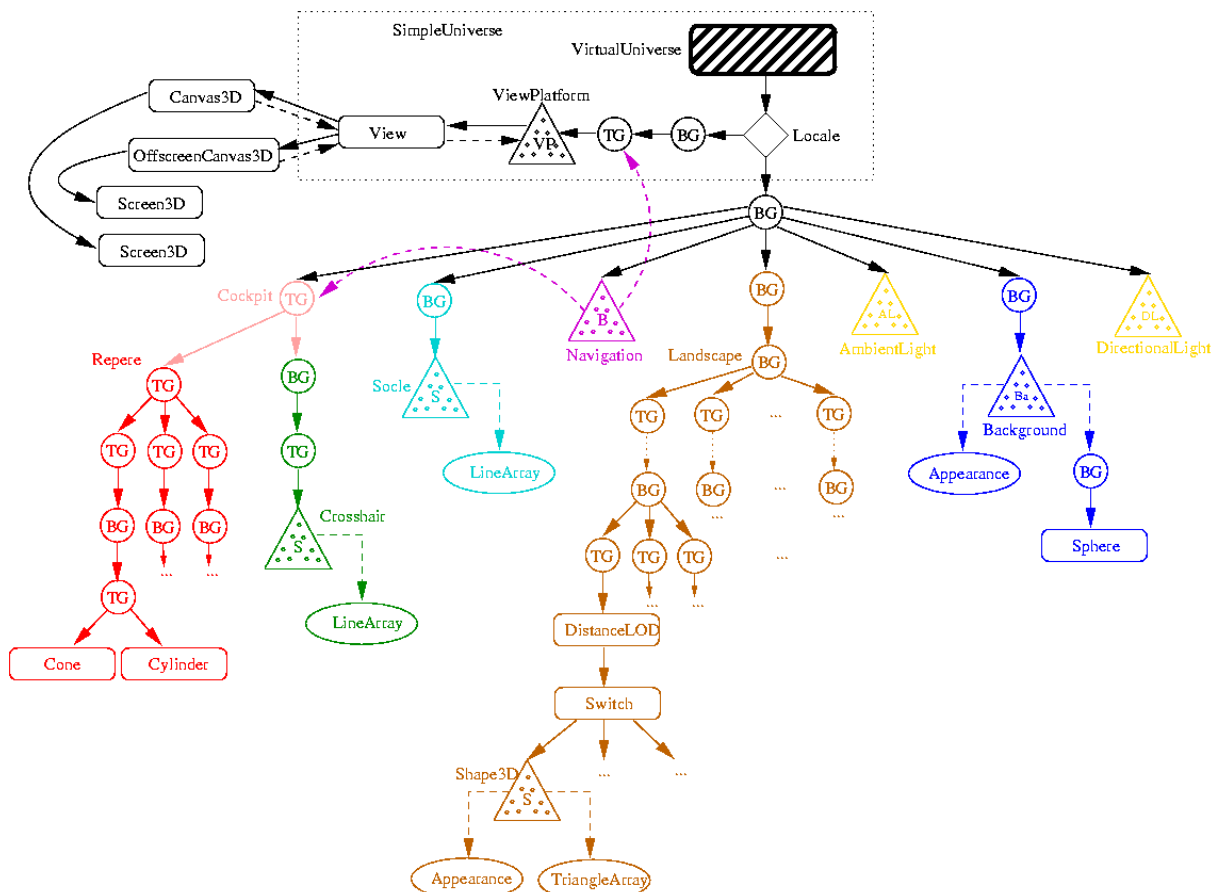 SimpleUniverse
VirtualUniverse
Canvas3D
ViewPlatform
View
VP
TG
BG
Locale
OffscreenCanvas3D
Screen3D
BG
Screen3D
Cockpit
TG
BG
B
BG
AL
BG
DL
Navigation
Landscape
BG
AmbientLight
DirectionalLight
Repere
TG
BG
Socle
S
Ba
Background
TG
TG
TG
...
TG
TG
TG
TG
LineArray
Appearance
BG
BG
BG
...
BG
BG
BG
BG
Crosshair
S
...
...
Sphere
TG
TG
TG
...
...
...
TG
...
...
LineArray
DistanceLOD
Cone
Cylinder
Switch
Shape3D
...
...
S
Appearance
TriangleArray